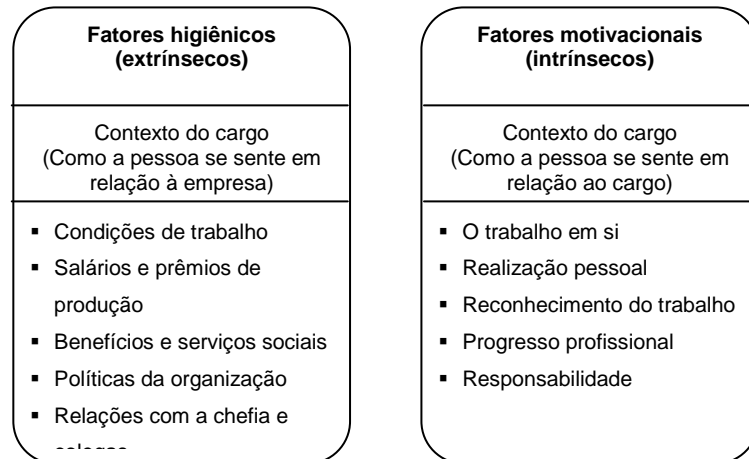 Fatores higiênicos
(extrínsecos)
Contexto do cargo
(Como a pessoa se sente em
relação à empresa)
▪ Condições de trabalho
▪ Salários e prêmios de
produção
▪ Benefícios e serviços sociais
▪ Políticas da organização
▪ Relações com a chefia e
Fatores motivacionais
(intrínsecos)
Contexto do cargo
(Como a pessoa se sente em
relação ao cargo)
▪ O trabalho em si
▪ Realização pessoal
▪ Reconhecimento do trabalho
▪ Progresso profissional
▪ Responsabilidade